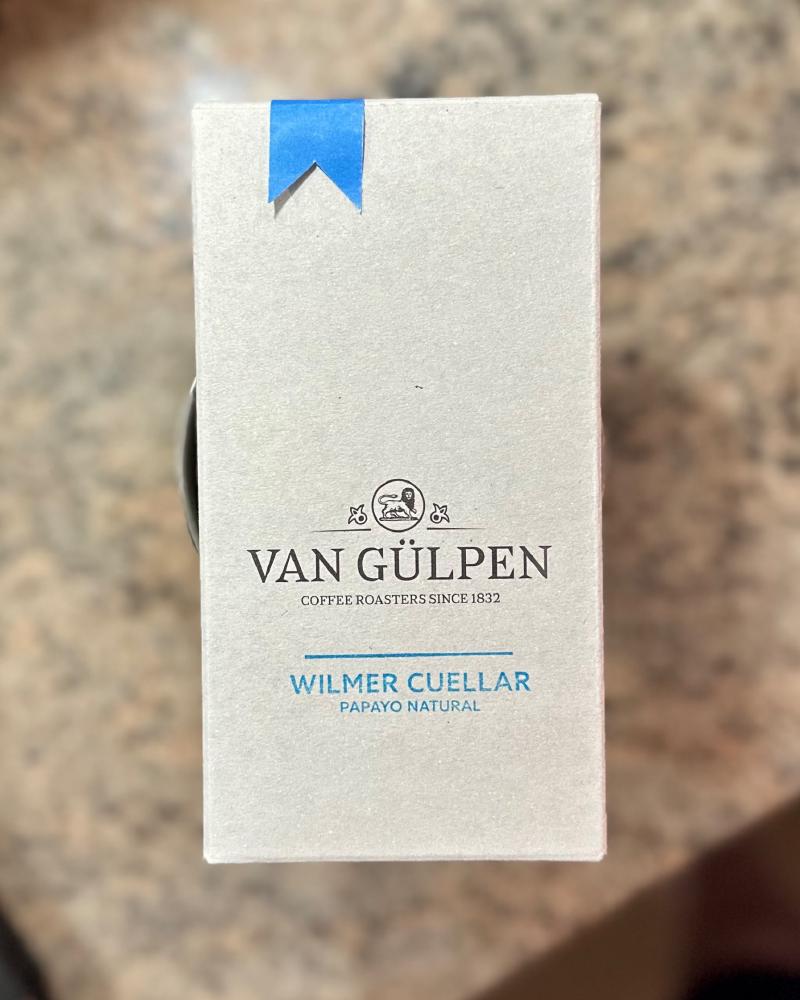 VAN GÜLPEN
COFFEE ROASTERS SINCE 1832
WILMER CUELLAR
PAPAYO NATURAL